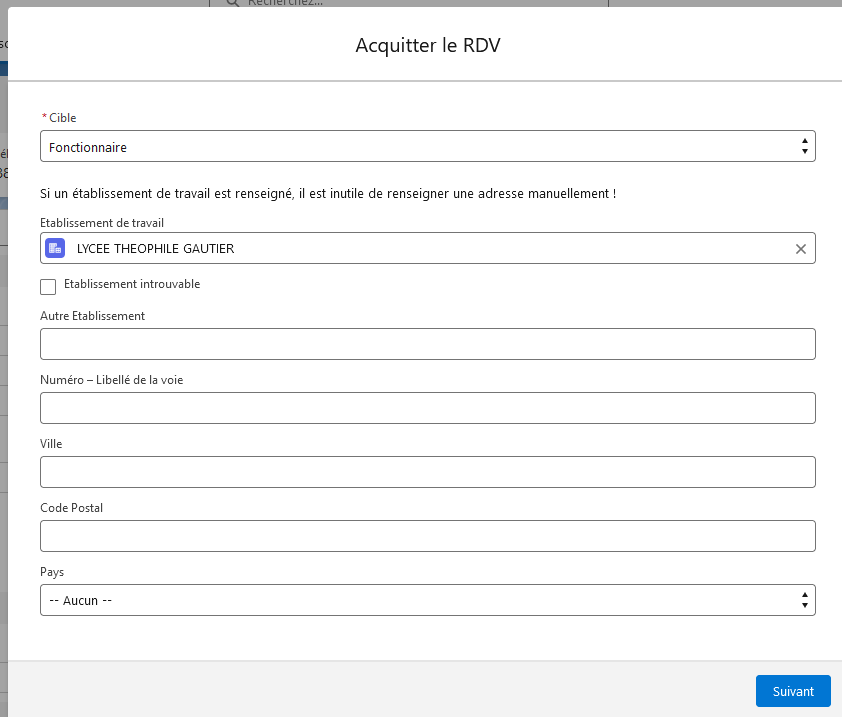 Recherchez...
Acquitter le RDV
* Cible
Fonctionnaire
Si un établissement de travail est renseigné, il est inutile de renseigner une adresse manuellement !
Etablissement de travail
LYCEE THEOPHILE GAUTIER
Etablissement introuvable
Autre Etablissement
Numéro – Libellé de la voie
Ville
Code Postal
Pays
-- Aucun --
Suivant